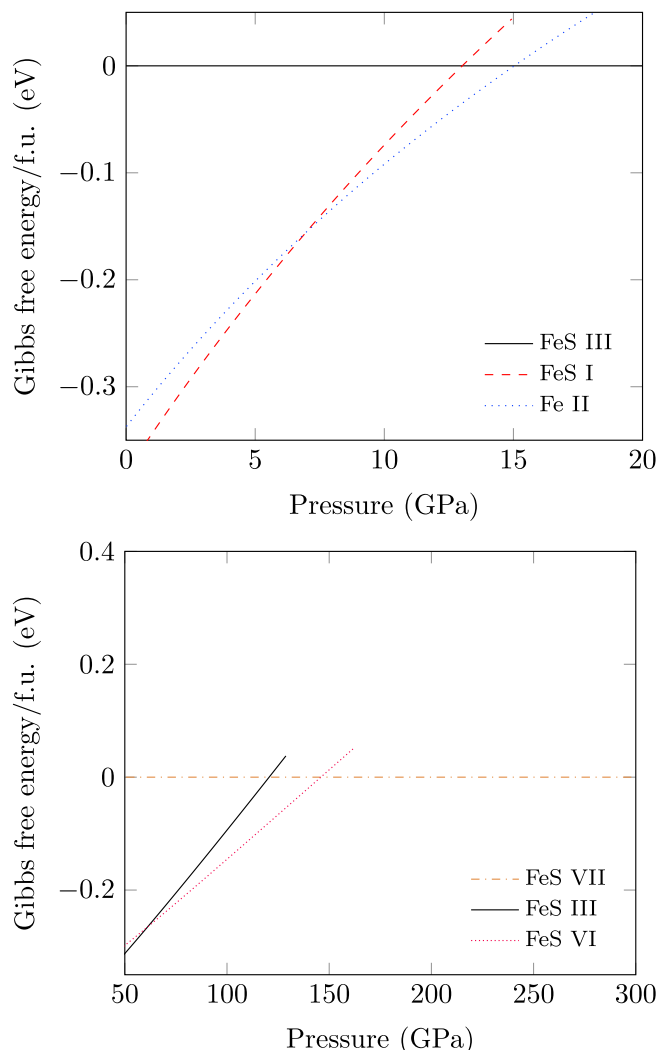 0
−0.1
−0.2
−0.3
Gibbs free energy/f.u. (eV)
FeS III
FeS I
Fe II
0
5
10
15
20
Pressure (GPa)
0.4
0.2
0
−0.2
Gibbs free energy/f.u. (eV)
FeS VII
FeS III
FeS VI
50
100
150
200
250
300
Pressure (GPa)